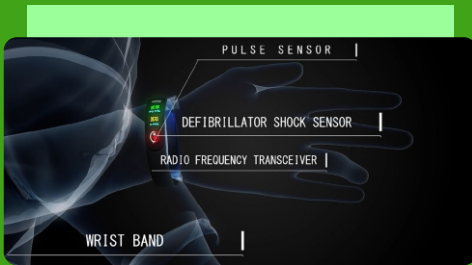 PULSE SENSOR
DEFIBRILLATOR SHOCK SENSOR
RADIO FREQUENCY TRANSCEIVER
WRIST BAND